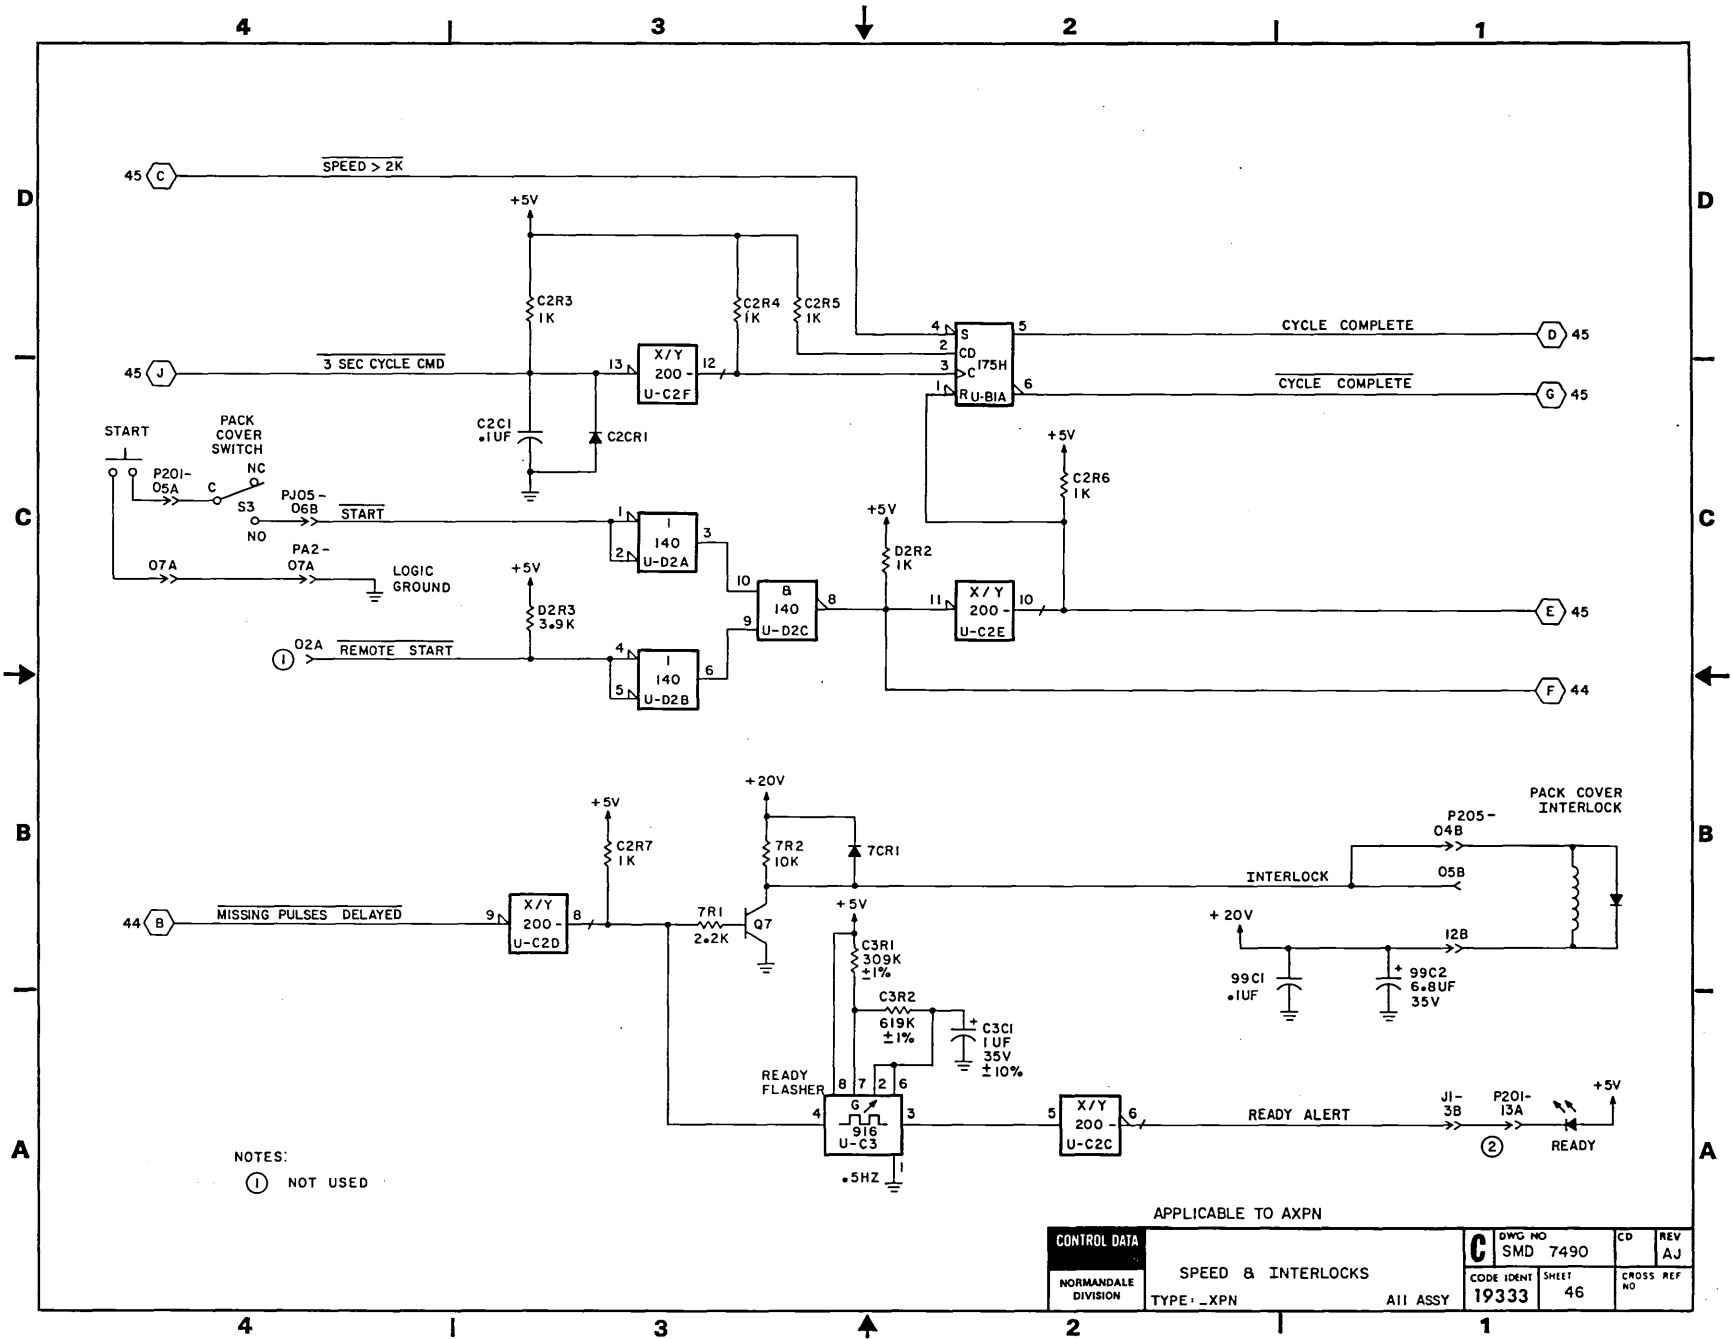 4 3 2 1
D D
45 C
SPEED > 2K
+5V
C2R3
1K
C2R4
1K
C2R5
1K
4 S 5
2 CD
3 C 175H
1 R U-B1A 6
CYCLE COMPLETE
D 45
CYCLE COMPLETE
G 45
45 J
3 SEC CYCLE CMD
13 X/Y 12
200-
U-C2F
C2C1
.1UF
C2CR1
START
PACK
COVER
SWITCH
NC
P201-
05A
C
S3
NO
PJ05-
06B
START
C C
1 1 3
140
2 U-D2A
07A
PA2-
07A
LOGIC
GROUND
+5V
D2R3
3.9K
1 02A
REMOTE START
4 1 6
140
5 U-D2B
10 & 8
140
9 U-D2C
+5V
D2R2
1K
+5V
C2R6
1K
11 X/Y 10
200-
U-C2E
E 45
F 44
B B
44 B
MISSING PULSES DELAYED
9 X/Y 8
200-
U-C2D
+5V
C2R7
1K
+20V
7R2
10K
7CR1
7R1
2.2K
Q7
+5V
C3R1
309K
±1%
C3R2
619K
±1%
+
C3C1
1UF
35V
±10%
INTERLOCK
PACK COVER
INTERLOCK
P205-
04B
05B
12B
+20V
99C1
.1UF
+
99C2
6.8UF
35V
A A
READY
FLASHER
8 7 2 6
G
4 916 3
U-C3
1
.5HZ
5 X/Y 6
200-
U-C2C
READY ALERT
J1-
3B
P201-
13A
2
+5V
READY
NOTES:
1 NOT USED
APPLICABLE TO AXPN
CONTROL DATA
NORMANDALE
DIVISION
SPEED & INTERLOCKS
TYPE: _XPN All ASSY
C
DWG NO
SMD 7490
CD
REV
AJ
CODE IDENT
19333
SHEET
46
CROSS REF
NO
4 3 2 1